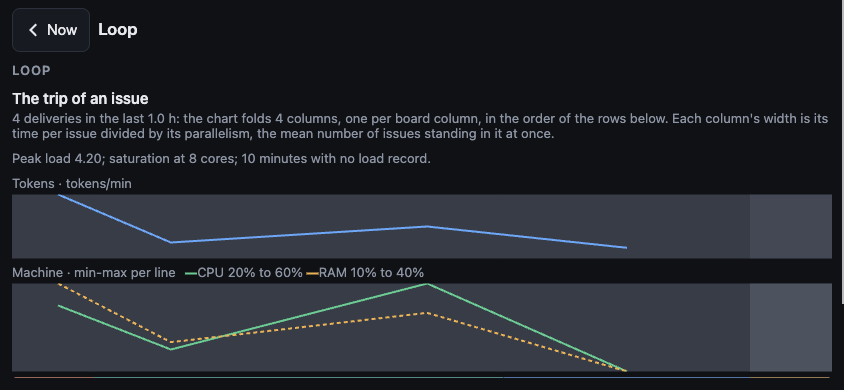 Now Loop
LOOP
The trip of an issue
4 deliveries in the last 1.0 h: the chart folds 4 columns, one per board column, in the order of the rows below. Each column's width is its
time per issue divided by its parallelism, the mean number of issues standing in it at once.
Peak load 4.20; saturation at 8 cores; 10 minutes with no load record.
Tokens · tokens/min
Machine · min-max per line CPU 20% to 60% RAM 10% to 40%